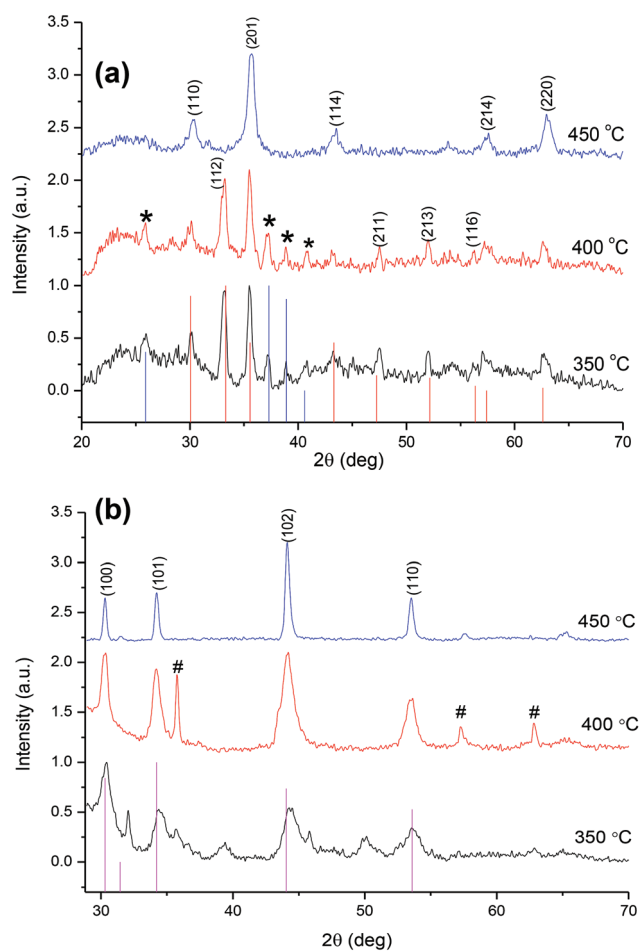 (a)
(110)
(201)
(114)
(214)
(220)
450 °C
(112)
*
*
*
*
(211)
(213)
(116)
400 °C
350 °C
3.5
3.0
2.5
2.0
1.5
1.0
0.5
0.0
Intensity (a.u.)
20 30 40 50 60 70
2θ (deg)
(b)
(100)
(101)
(102)
(110)
450 °C
#
#
#
400 °C
350 °C
3.5
3.0
2.5
2.0
1.5
1.0
0.5
0.0
Intensity (a.u.)
30 40 50 60 70
2θ (deg)